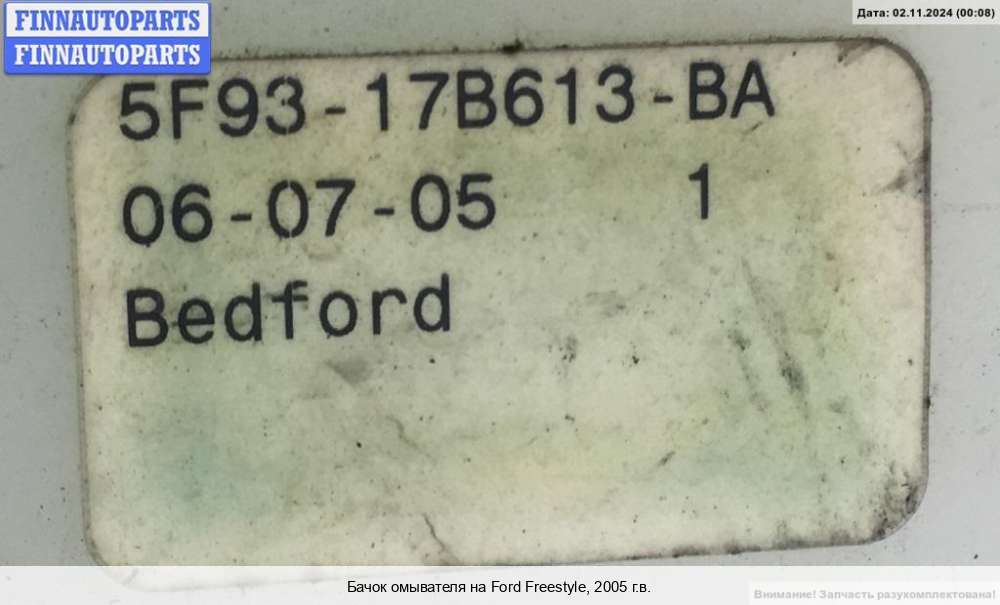 FINNAUTOPARTS
FINNAUTOPARTS
Дата: 02.11.2024 (00:08)
5F93-17B613-BA
06-07-05 1
Bedford
Бачок омывателя на Ford Freestyle, 2005 г.в.
Внимание! Запчасть разукомплектована!